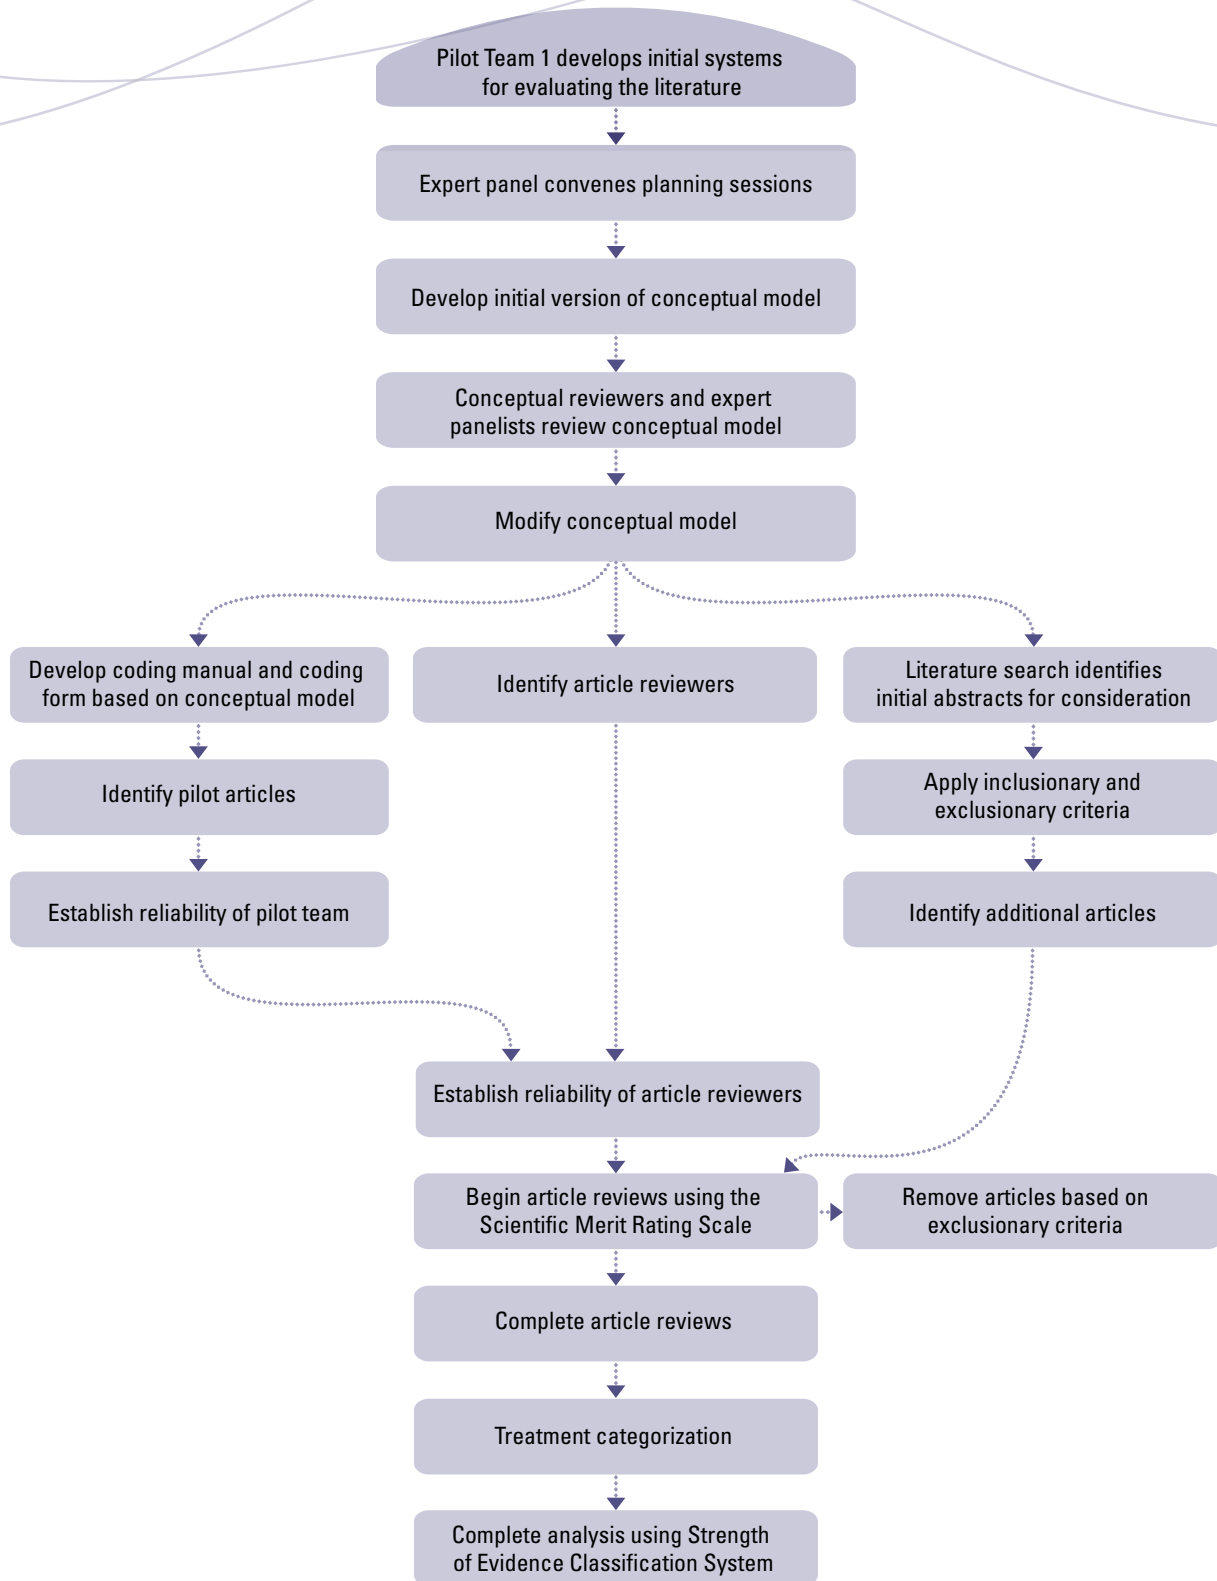 Pilot Team 1 develops initial systems
for evaluating the literature
Expert panel convenes planning sessions
Develop initial version of conceptual model
Conceptual reviewers and expert
panelists review conceptual model
Modify conceptual model
Develop coding manual and coding
form based on conceptual model
Identify article reviewers
Literature search identifies
initial abstracts for consideration
Identify pilot articles
Apply inclusionary and
exclusionary criteria
Establish reliability of pilot team
Identify additional articles
Establish reliability of article reviewers
Begin article reviews using the
Scientific Merit Rating Scale
Remove articles based on
exclusionary criteria
Complete article reviews
Treatment categorization
Complete analysis using Strength
of Evidence Classification System